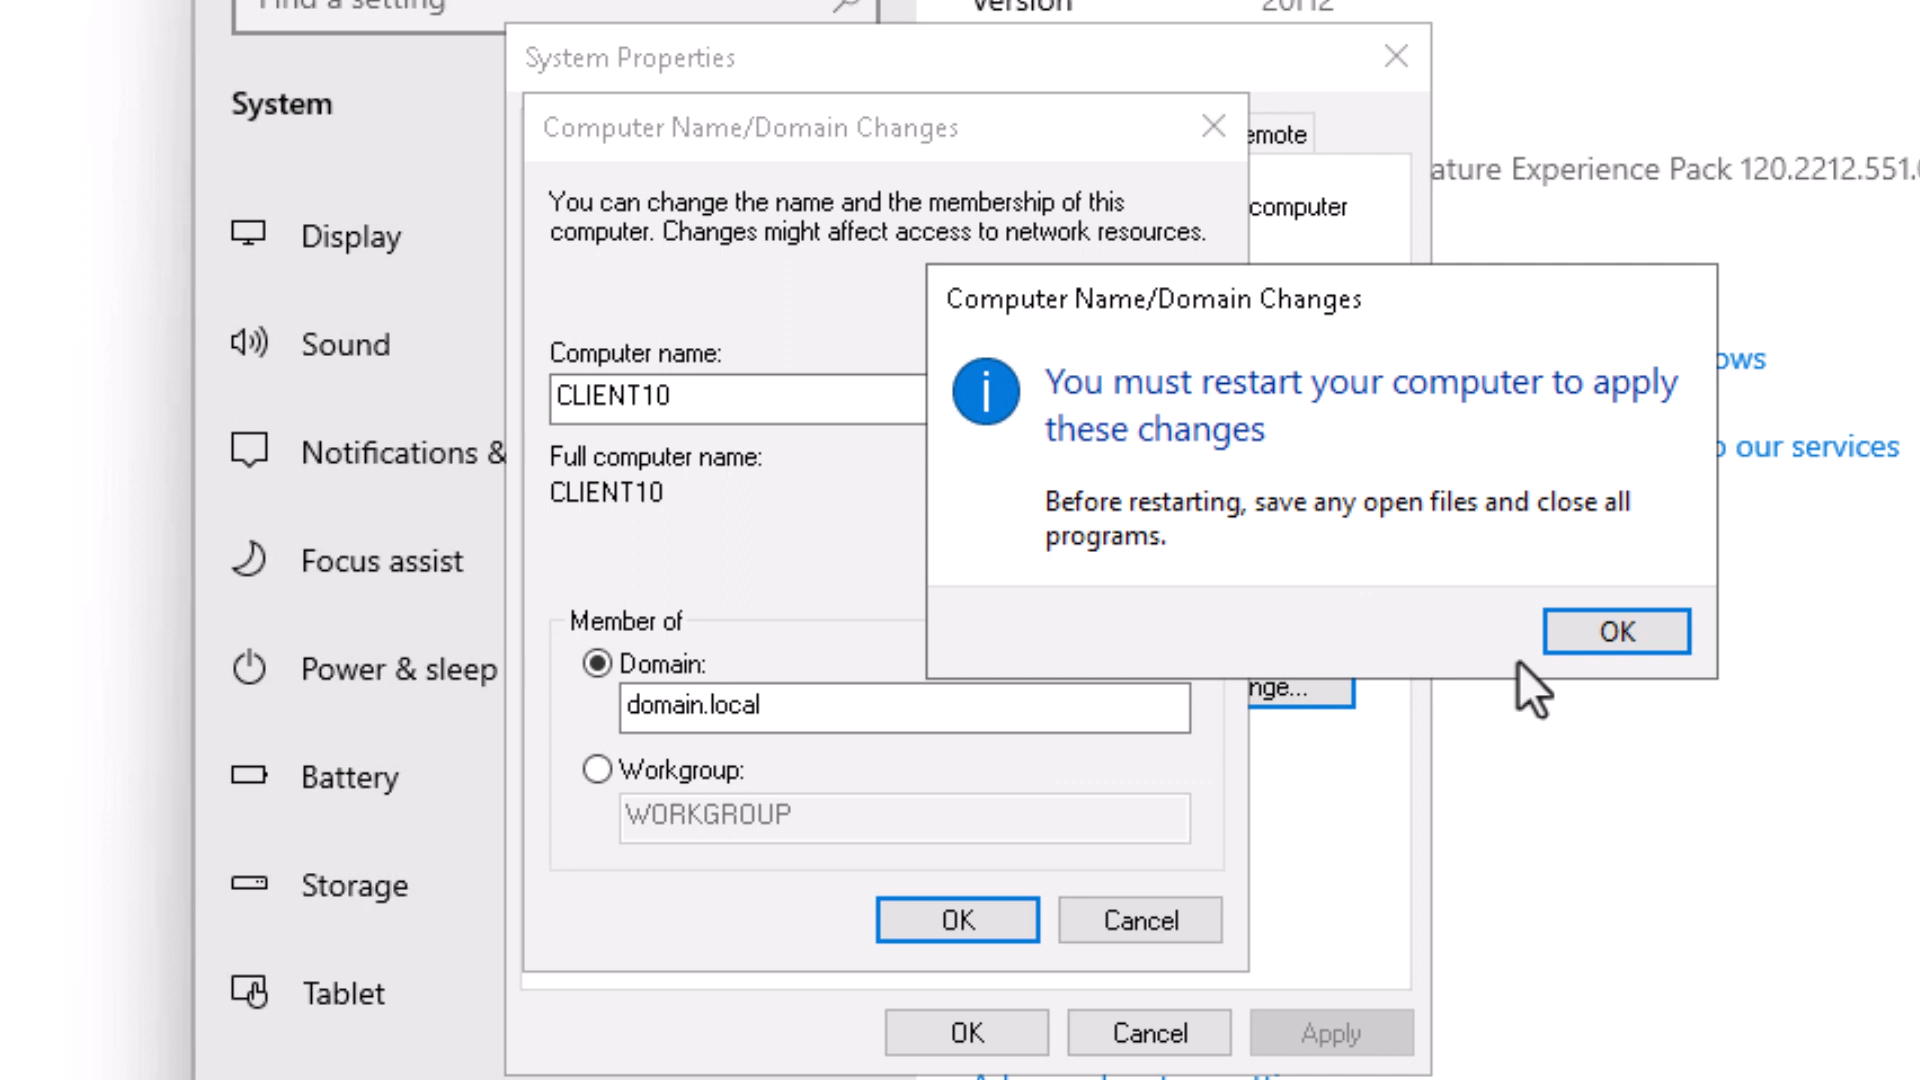 Find a setting
Version 20H2
System Properties
System
Computer Name/Domain Changes
emote
ature Experience Pack 120.2212.551.
You can change the name and the membership of this
computer. Changes might affect access to network resources.
computer
Display
Computer Name/Domain Changes
Sound
Computer name:
CLIENT10
You must restart your computer to apply
these changes
ows
Notifications &
Full computer name:
CLIENT10
o our services
Before restarting, save any open files and close all
programs.
Focus assist
Member of
OK
Power & sleep
Domain:
domain.local
nge...
Battery
Workgroup:
WORKGROUP
Storage
OK
Cancel
Tablet
OK
Cancel
Apply